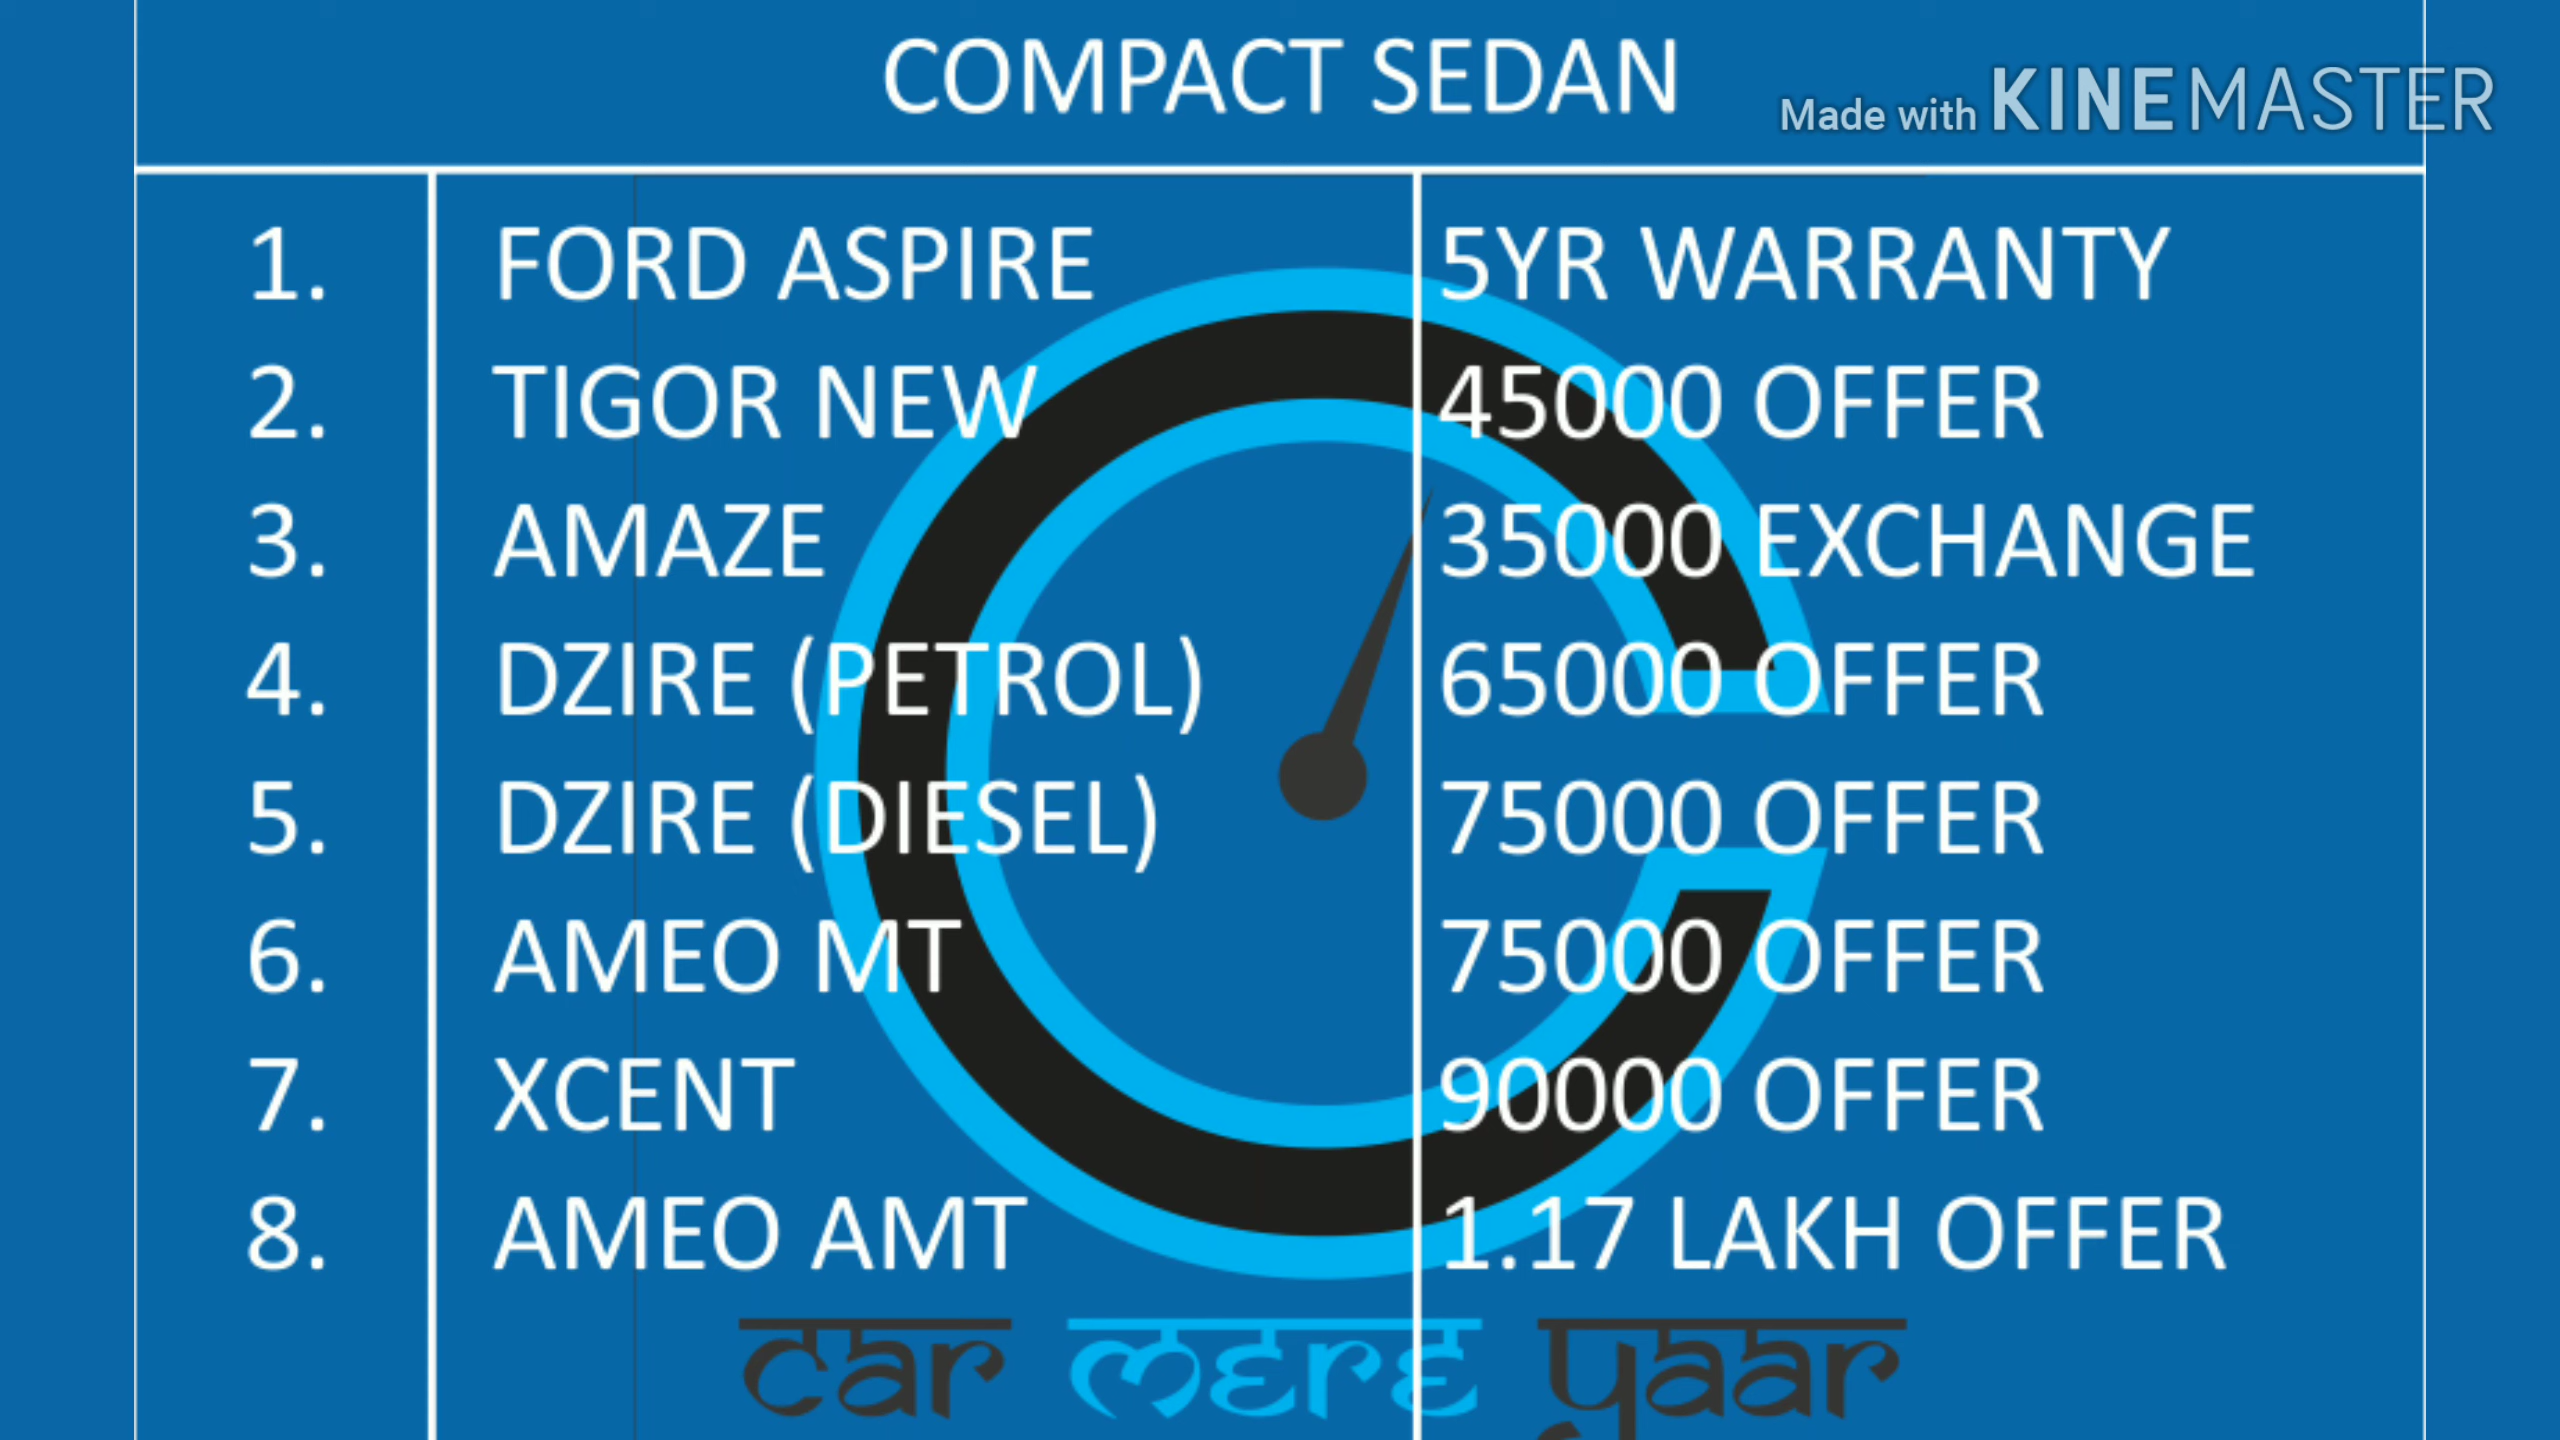 COMPACT SEDAN
Made with KINEMASTER
1. FORD ASPIRE 5YR WARRANTY
2. TIGOR NEW 45000 OFFER
3. AMAZE 35000 EXCHANGE
4. DZIRE (PETROL) 65000 OFFER
5. DZIRE (DIESEL) 75000 OFFER
6. AMEO MT 75000 OFFER
7. XCENT 90000 OFFER
8. AMEO AMT 1.17 LAKH OFFER
car mere yaar